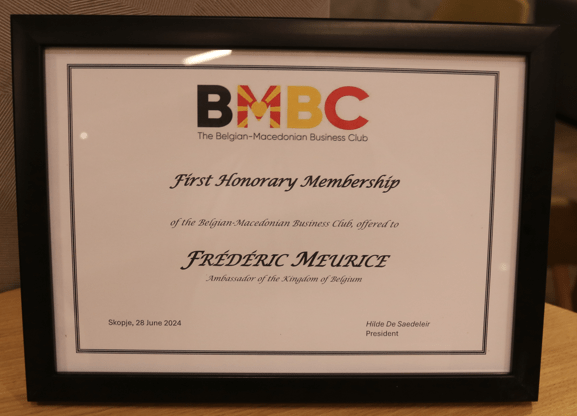 BMBC
The Belgian-Macedonian Business Club
First Honorary Membership
of the Belgian-Macedonian Business Club, offered to
FRÉDÉRIC MEURICE
Ambassador of the Kingdom of Belgium
Skopje, 28 June 2024
Hilde De Saedeleir
President